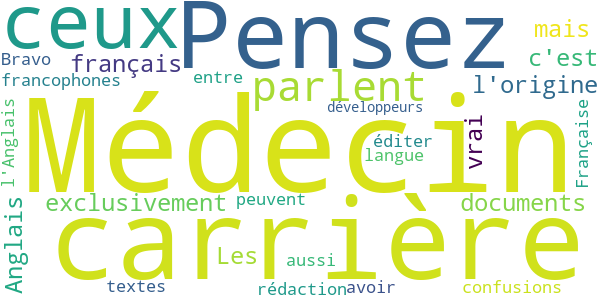 ceux Pensez mais
Bravo français c'est
francophones entre parlent l'origine
développeurs
l'Anglais Médecin éditer vrai Française
langue
Anglais exclusivement peuvent documents
carrière
Les aussi
textes rédaction avoir confusions